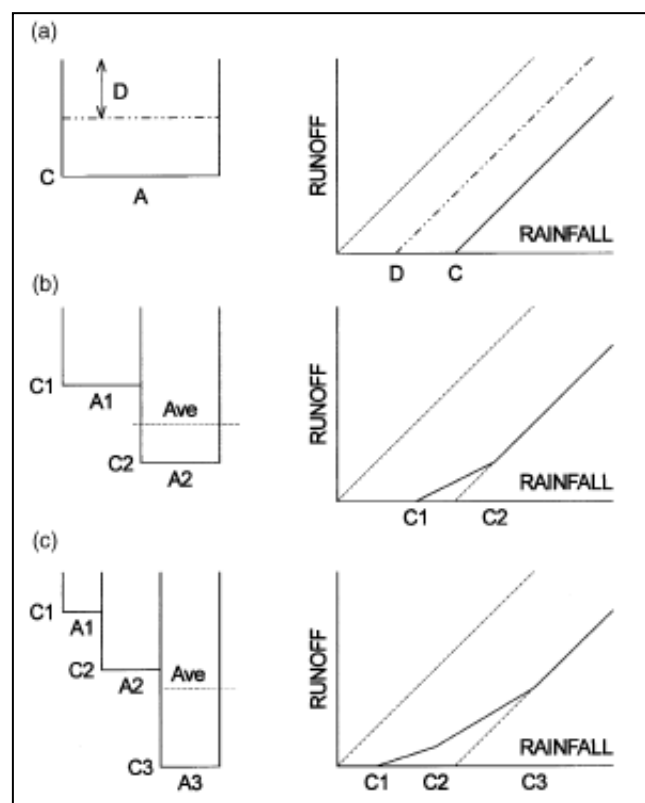 (a)
D
C
A
RUNOFF
RAINFALL
D C
(b)
C1
A1
Ave
C2
A2
RUNOFF
RAINFALL
C1 C2
(c)
C1
A1
C2
A2
Ave
C3
A3
RUNOFF
RAINFALL
C1 C2 C3